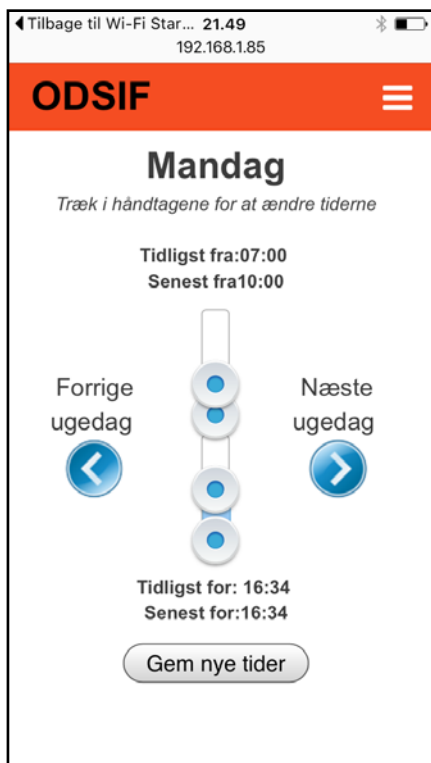 Tilbage til Wi-Fi Star... 21.49
192.168.1.85
ODSIF
Mandag
Træk i håndtagene for at ændre tiderne
Tidligst fra:07:00
Senest fra10:00
Forrige
ugedag
Næste
ugedag
Tidligst for: 16:34
Senest for:16:34
Gem nye tider